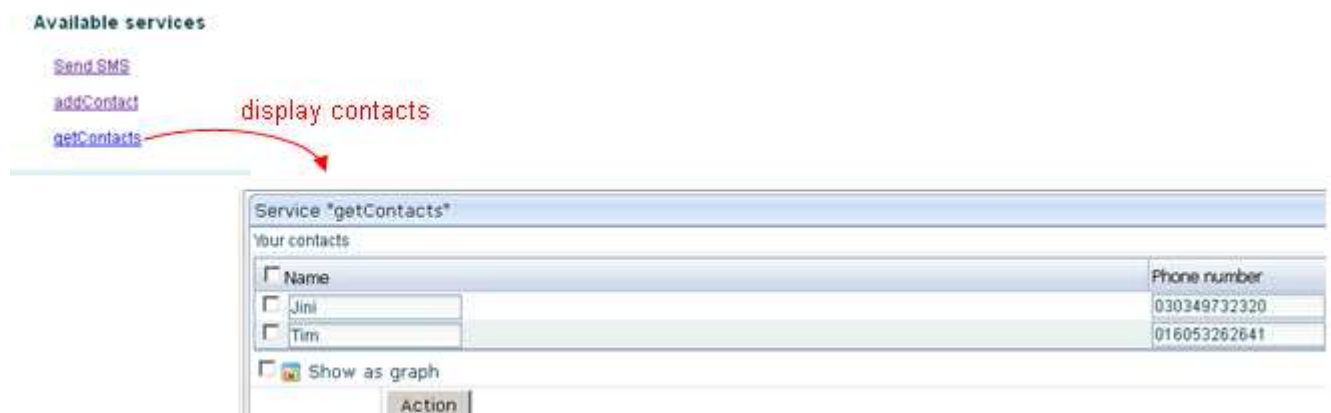 Available services
Send SMS
addContact
getContacts
display contacts
Service "getContacts"
Your contacts
Name Phone number
Jini 030349732320
Tim 016053262641
Show as graph
Action